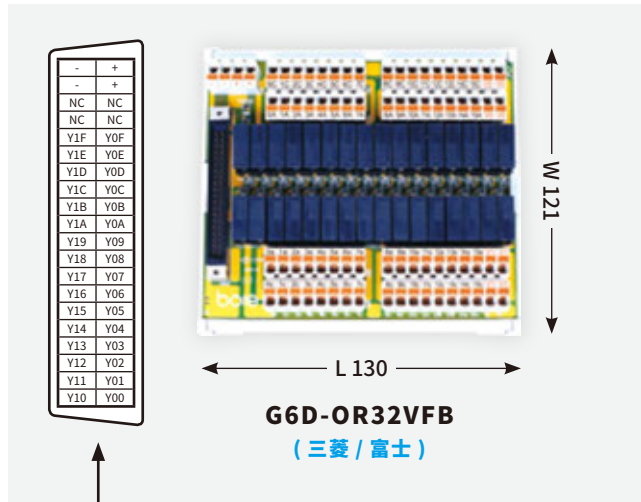 - +
- +
NC NC
NC NC
Y1F Y0F
Y1E Y0E
Y1D Y0D
Y1C Y0C
Y1B Y0B
Y1A Y0A
Y19 Y09
Y18 Y08
Y17 Y07
Y16 Y06
Y15 Y05
Y14 Y04
Y13 Y03
Y12 Y02
Y11 Y01
Y10 Y00
W 121
L 130
G6D-OR32VFB
( 三菱 / 富士 )